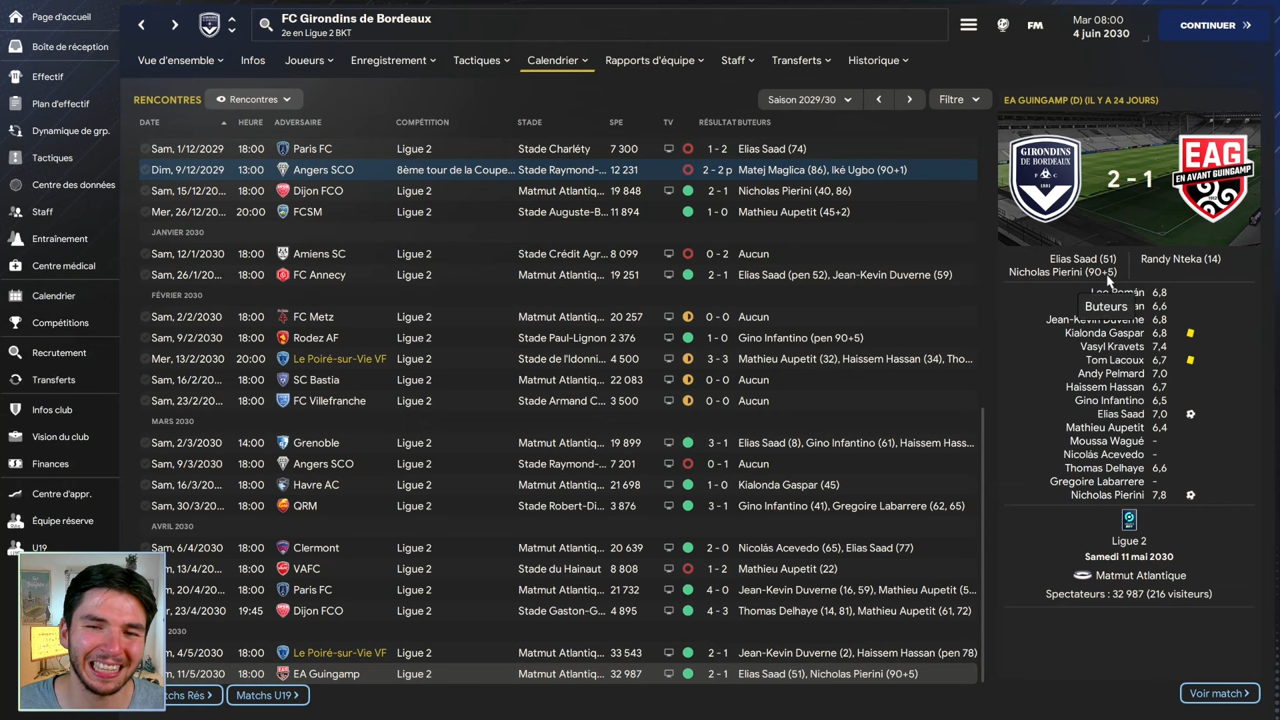 Page d'accueil
Boîte de réception
Effectif
Plan d'effectif
Dynamique de grp.
Tactiques
Centre des données
Staff
Entraînement
Centre médical
Calendrier
Compétitions
Recrutement
Transferts
Infos club
Vision du club
Finances
Centre d'appr.
Équipe réserve
U19
FC Girondins de Bordeaux
2e en Ligue 2 BKT
FM
Mar 08:00
4 juin 2030
CONTINUER
Vue d'ensemble Infos Joueurs Enregistrement Tactiques Calendrier Rapports d'équipe Staff Transferts Historique
RENCONTRES Rencontres Saison 2029/30 Filtre
DATE HEURE ADVERSAIRE COMPÉTITION STADE SPE TV RÉSULTAT BUTEURS
Sam, 1/12/2029 18:00 Paris FC Ligue 2 Stade Charléty 7 300 1 - 2 Elias Saad (74)
Dim, 9/12/2029 13:00 Angers SCO 8ème tour de la Coupe... Stade Raymond-... 12 231 2 - 2 p Matej Maglica (86), Iké Ugbo (90+1)
Sam, 15/12/20... 18:00 Dijon FCO Ligue 2 Matmut Atlantiq... 19 848 2 - 1 Nicholas Pierini (40, 86)
Mer, 26/12/20... 20:00 FCSM Ligue 2 Stade Auguste-B... 11 894 1 - 0 Mathieu Aupetit (45+2)
JANVIER 2030
Sam, 12/1/2030 18:00 Amiens SC Ligue 2 Stade Crédit Agr... 8 099 0 - 2 Aucun
Sam, 26/1/20... 18:00 FC Annecy Ligue 2 Matmut Atlantiq... 19 251 2 - 1 Elias Saad (pen 52), Jean-Kevin Duverne (59)
FÉVRIER 2030
Sam, 2/2/2030 18:00 FC Metz Ligue 2 Matmut Atlantiq... 20 257 0 - 0 Aucun
Sam, 9/2/2030 18:00 Rodez AF Ligue 2 Stade Paul-Lignon 2 376 1 - 0 Gino Infantino (pen 90+5)
Mer, 13/2/2030 20:00 Le Poiré-sur-Vie VF Ligue 2 Stade de l'Idonni... 4 500 3 - 3 Mathieu Aupetit (32), Haissem Hassan (34), Tho...
Sam, 16/2/20... 18:00 SC Bastia Ligue 2 Matmut Atlantiq... 22 083 0 - 0 Aucun
Sam, 23/2/20... 18:00 FC Villefranche Ligue 2 Stade Armand C... 3 500 0 - 0 Aucun
MARS 2030
Sam, 2/3/2030 14:00 Grenoble Ligue 2 Matmut Atlantiq... 19 899 3 - 1 Elias Saad (8), Gino Infantino (61), Haissem Hass...
Sam, 9/3/2030 18:00 Angers SCO Ligue 2 Stade Raymond-... 7 201 0 - 1 Aucun
Sam, 16/3/20... 18:00 Havre AC Ligue 2 Matmut Atlantiq... 21 698 1 - 0 Kialonda Gaspar (45)
Sam, 30/3/20... 18:00 QRM Ligue 2 Stade Robert-Di... 3 876 3 - 1 Gino Infantino (41), Gregoire Labarrere (62, 65)
AVRIL 2030
Sam, 6/4/2030 18:00 Clermont Ligue 2 Matmut Atlantiq... 20 639 2 - 0 Nicolás Acevedo (65), Elias Saad (77)
Sam, 13/4/20... 18:00 VAFC Ligue 2 Stade du Hainaut 8 808 1 - 2 Mathieu Aupetit (22)
, 20/4/20... 18:00 Paris FC Ligue 2 Matmut Atlantiq... 21 732 4 - 0 Jean-Kevin Duverne (16, 59), Mathieu Aupetit (5...
r, 23/4/20... 19:45 Dijon FCO Ligue 2 Stade Gaston-G... 4 895 4 - 3 Thomas Delhaye (14, 81), Mathieu Aupetit (61, 72)
2030
, 4/5/2030 18:00 Le Poiré-sur-Vie VF Ligue 2 Matmut Atlantiq... 33 543 2 - 1 Jean-Kevin Duverne (2), Haissem Hassan (pen 78)
n, 11/5/2030 18:00 EA Guingamp Ligue 2 Matmut Atlantiq... 32 987 2 - 1 Elias Saad (51), Nicholas Pierini (90+5)
tchs Rés Matchs U19
EA GUINGAMP (D) (IL Y A 24 JOURS)
GIRONDINS DE BORDEAUX
1881
2 - 1
EAG
EN AVANT GUINGAMP
Elias Saad (51) Randy Nteka (14)
Nicholas Pierini (90+5)
Buteurs
Leo Román 6,8
an 6,6
Jean-Kevin Duverne 6,8
Kialonda Gaspar 6,8
Vasyl Kravets 7,4
Tom Lacoux 6,7
Andy Pelmard 7,0
Haissem Hassan 6,7
Gino Infantino 6,5
Elias Saad 7,0
Mathieu Aupetit 6,4
Moussa Wagué -
Nicolás Acevedo -
Thomas Delhaye 6,6
Gregoire Labarrere -
Nicholas Pierini 7,8
Ligue 2
Samedi 11 mai 2030
Matmut Atlantique
Spectateurs : 32 987 (216 visiteurs)
Voir match